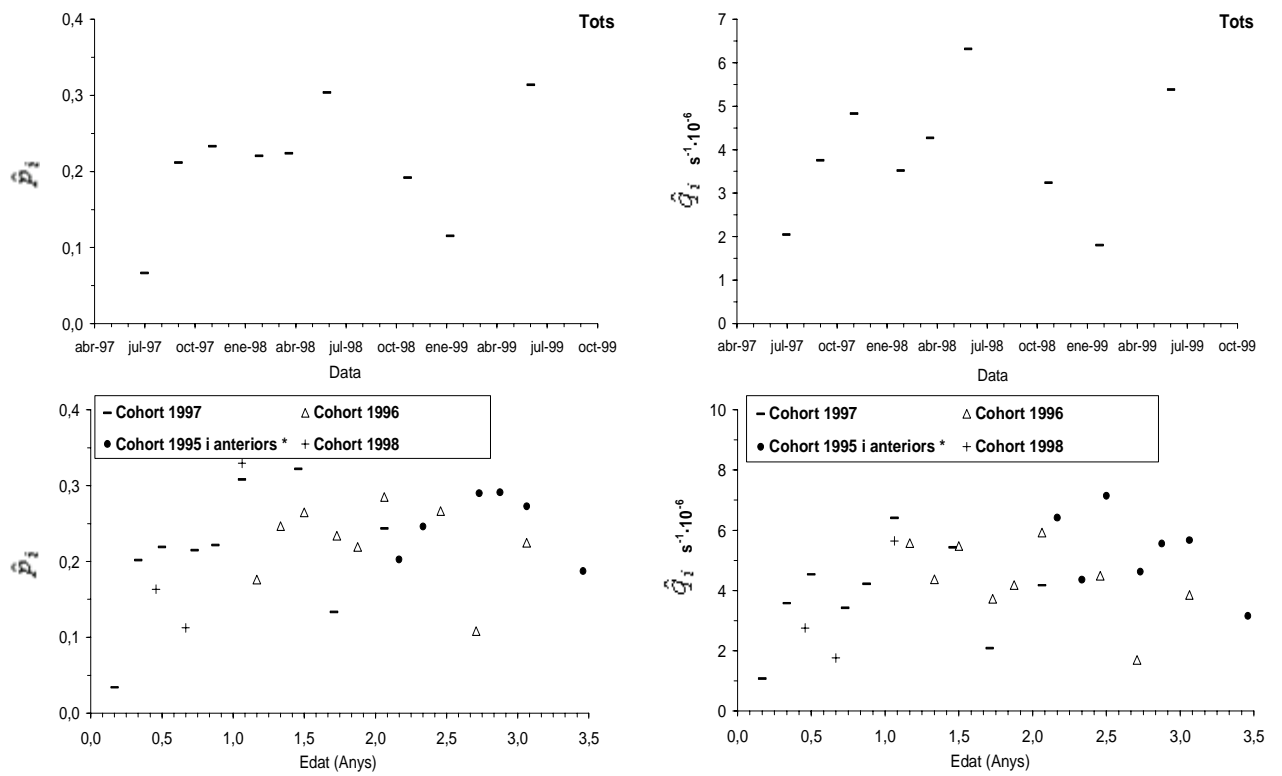 Tots
0,4
0,3
0,2
0,1
0,0
p̂ i
abr-97 jul-97 oct-97 ene-98 abr-98 jul-98 oct-98 ene-99 abr-99 jul-99 oct-99
Data
Tots
7
6
5
4
3
2
1
0
q̂ i s-1·10-6
abr-97 jul-97 oct-97 ene-98 abr-98 jul-98 oct-98 ene-99 abr-99 jul-99 oct-99
Data
Cohort 1997 Cohort 1996
Cohort 1995 i anteriors * Cohort 1998
0,4
0,3
0,2
0,1
0,0
p̂ i
0,0 0,5 1,0 1,5 2,0 2,5 3,0 3,5
Edat (Anys)
Cohort 1997 Cohort 1996
Cohort 1995 i anteriors * Cohort 1998
10
8
6
4
2
0
q̂ i s-1·10-6
0,0 0,5 1,0 1,5 2,0 2,5 3,0 3,5
Edat (Anys)